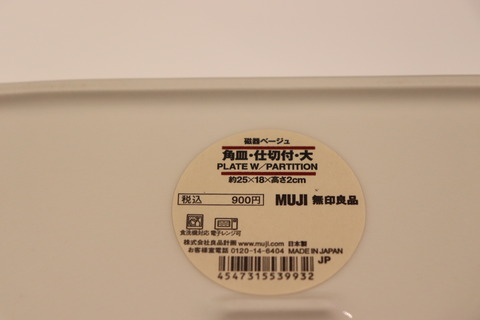 磁器ベージュ
角皿・仕切付・大
PLATE W/PARTITION
約25×18×高さ2cm
税込 900円 MUJI 無印良品
食洗機対応 電子レンジ可
株式会社良品計画 www.muji.com 日本製
お客様室電話 0120-14-6404 MADE IN JAPAN
JP
4547315539932